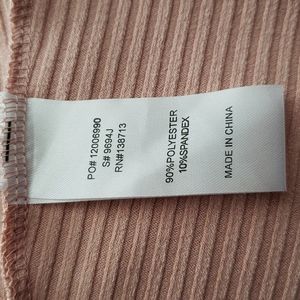 PO# 12006990
S# 9694J
RN#138713
90%POLYESTER
10%SPANDEX
MADE IN CHINA